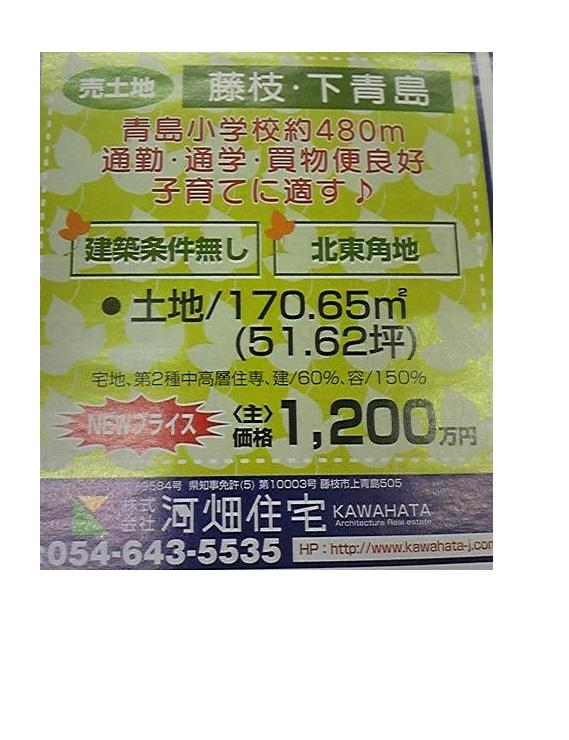 売土地
藤枝・下青島
青島小学校約480m
通勤・通学・買物便良好
子育てに適す♪
建築条件無し
北東角地
●土地/170.65㎡
(51.62坪)
宅地、第2種中高層住専、建/60%、容/150%
NEWプライス
〈主〉
価格
1,200万円
9584号 県知事免許(5) 第10003号 藤枝市上青島505
株式
会社
河畑住宅
KAWAHATA
Architecture Real estate
054-643-5535
HP：http://www.kawahata-j.com